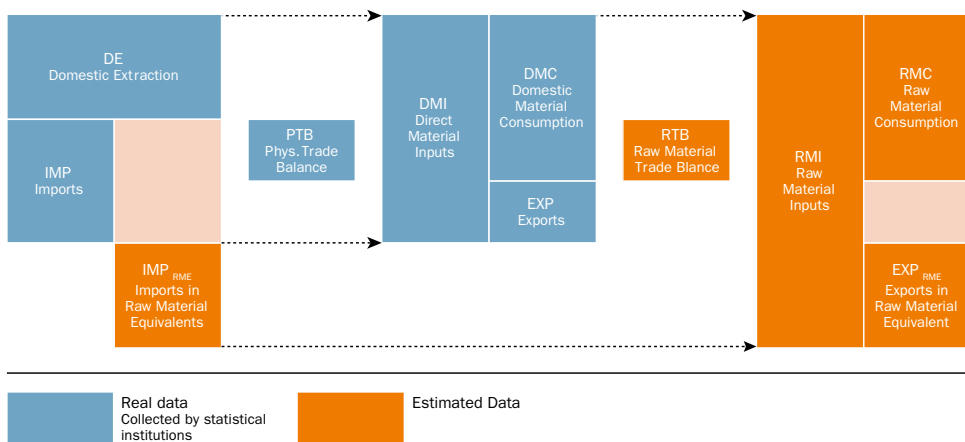 DE
Domestic Extraction
IMP
Imports
IMP RME
Imports in
Raw Material
Equivalents
PTB
Phys.Trade
Balance
DMI
Direct
Material
Inputs
DMC
Domestic
Material
Consumption
EXP
Exports
RTB
Raw Material
Trade Blance
RMI
Raw
Material
Inputs
RMC
Raw
Material
Consumption
EXP RME
Exports in
Raw Material
Equivalent
Real data
Collected by statistical
institutions
Estimated Data